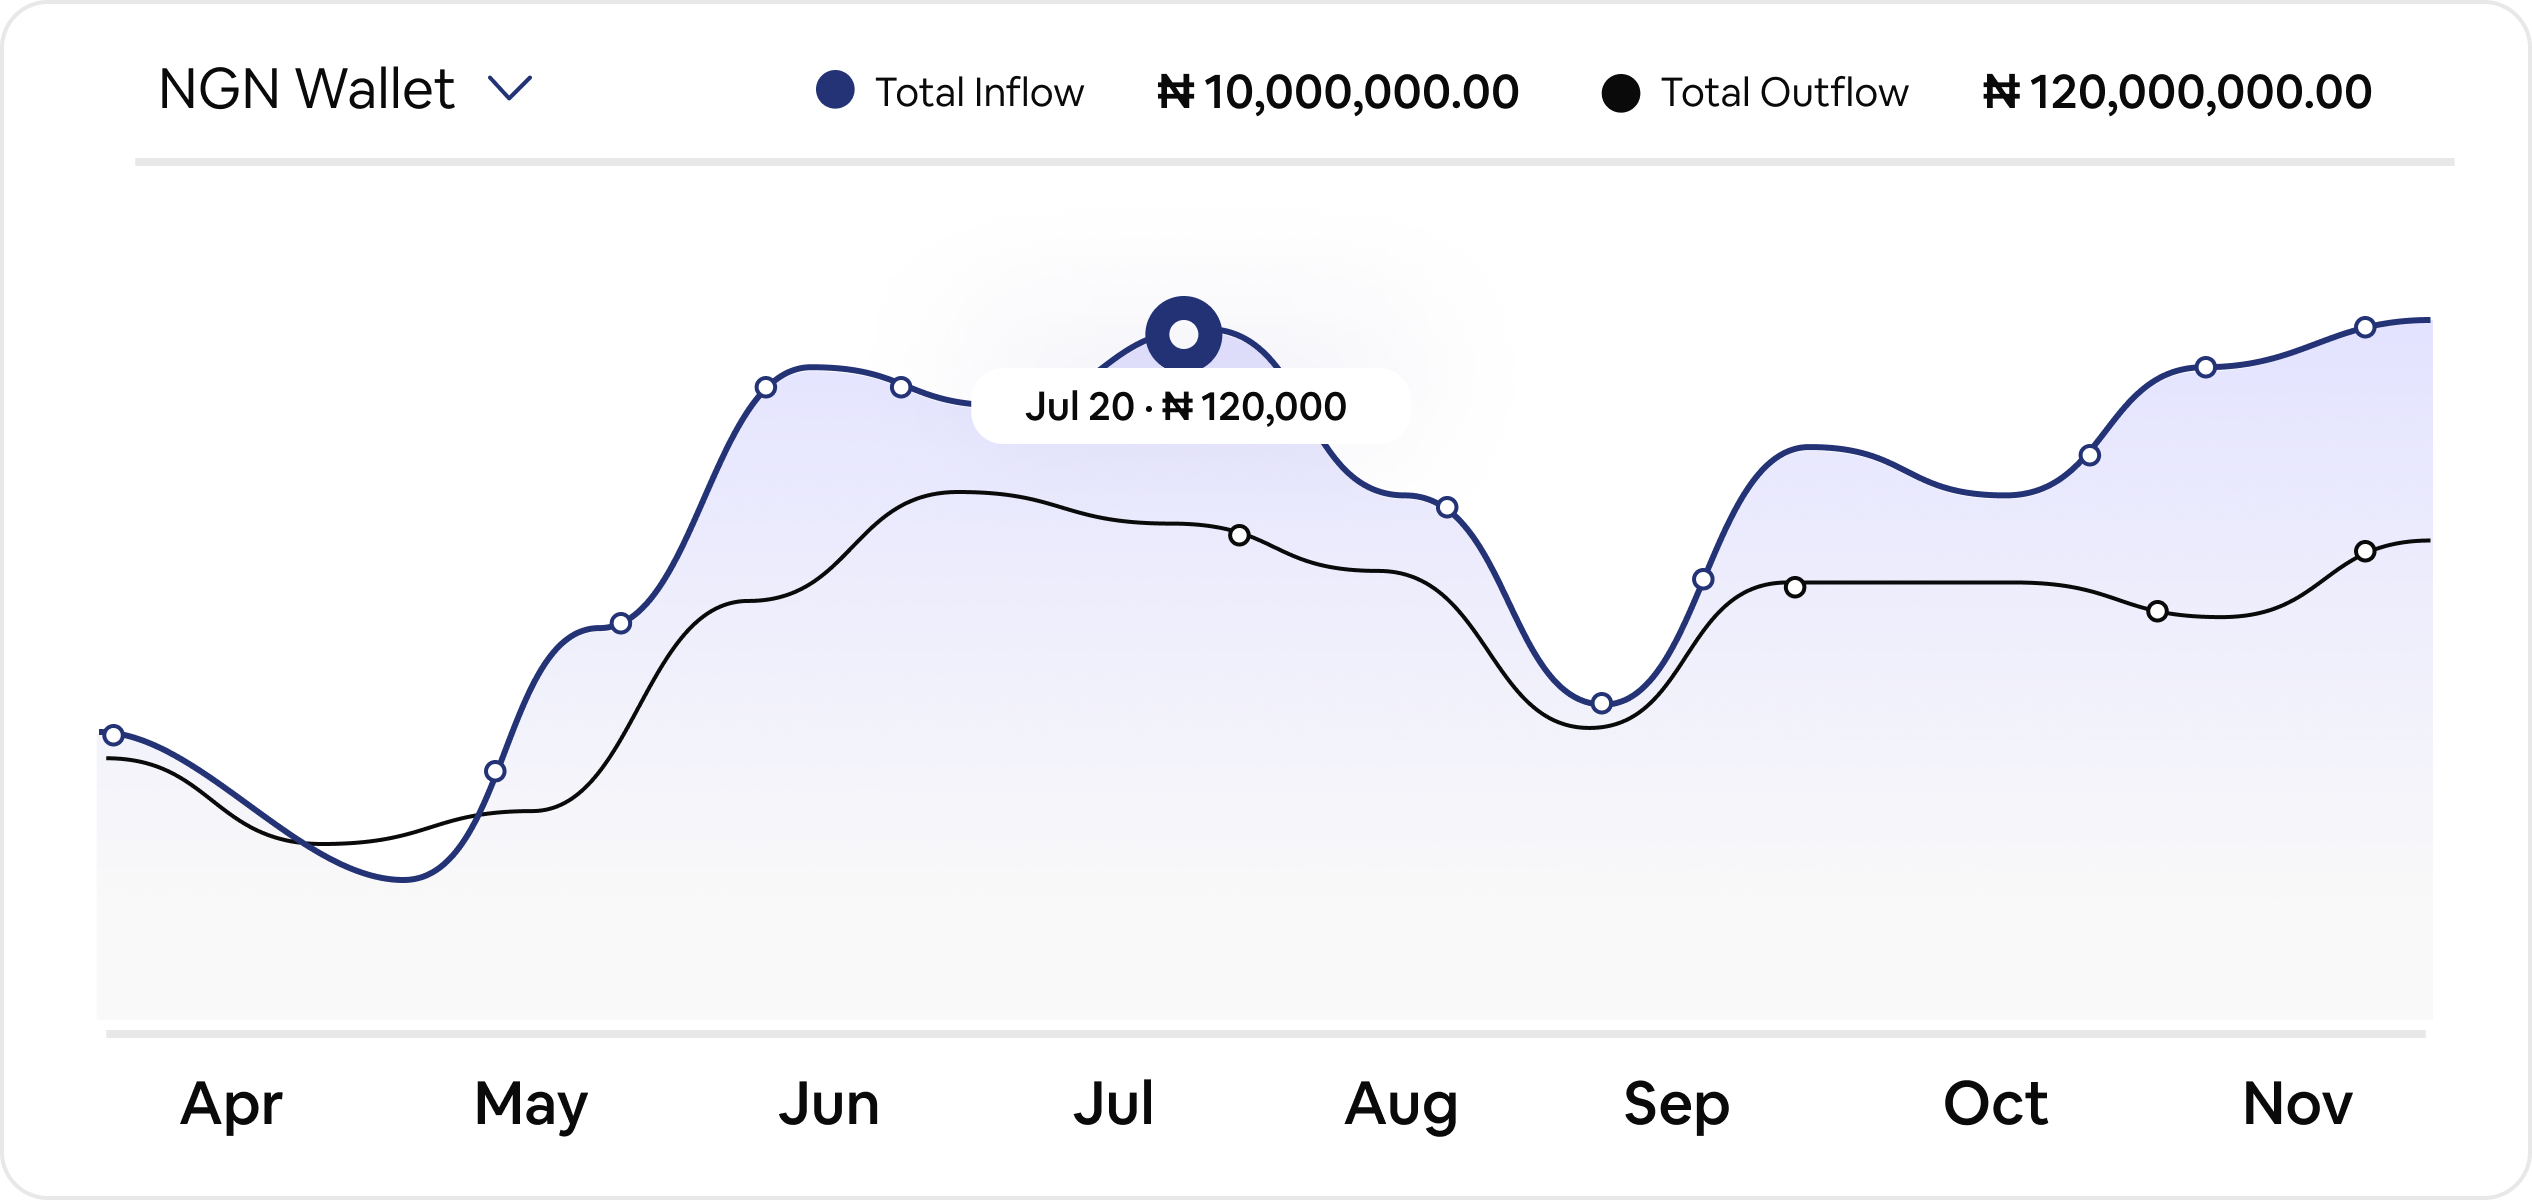 NGN Wallet
Total Inflow ₦ 10,000,000.00 Total Outflow ₦ 120,000,000.00
Jul 20 · ₦ 120,000
Apr May Jun Jul Aug Sep Oct Nov